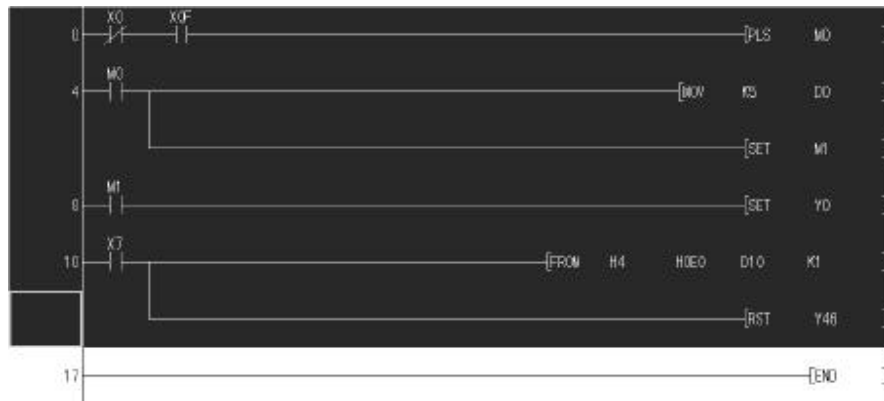 X0 X0F
0 [PLS M0 ]
M0
4 [MOV K5 D0 ]
[SET M1 ]
M1
8 [SET Y0 ]
X7
10 [FROM H4 H0E0 D10 K1 ]
[RST Y46 ]
17 [END ]